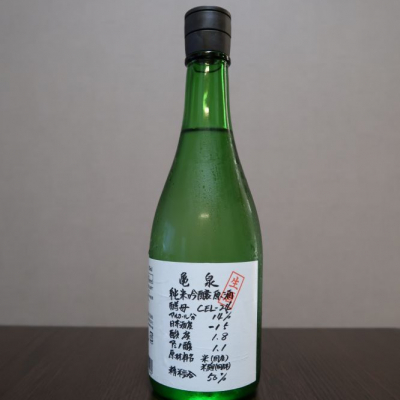 亀泉
生
純米吟醸原酒
酵母 CEL-24
アルコール分 14%
日本酒度 -15
酸度 1.8
アミノ酸 1.1
原材料名 米(国産)
米麹(国産)
精米歩合 50%